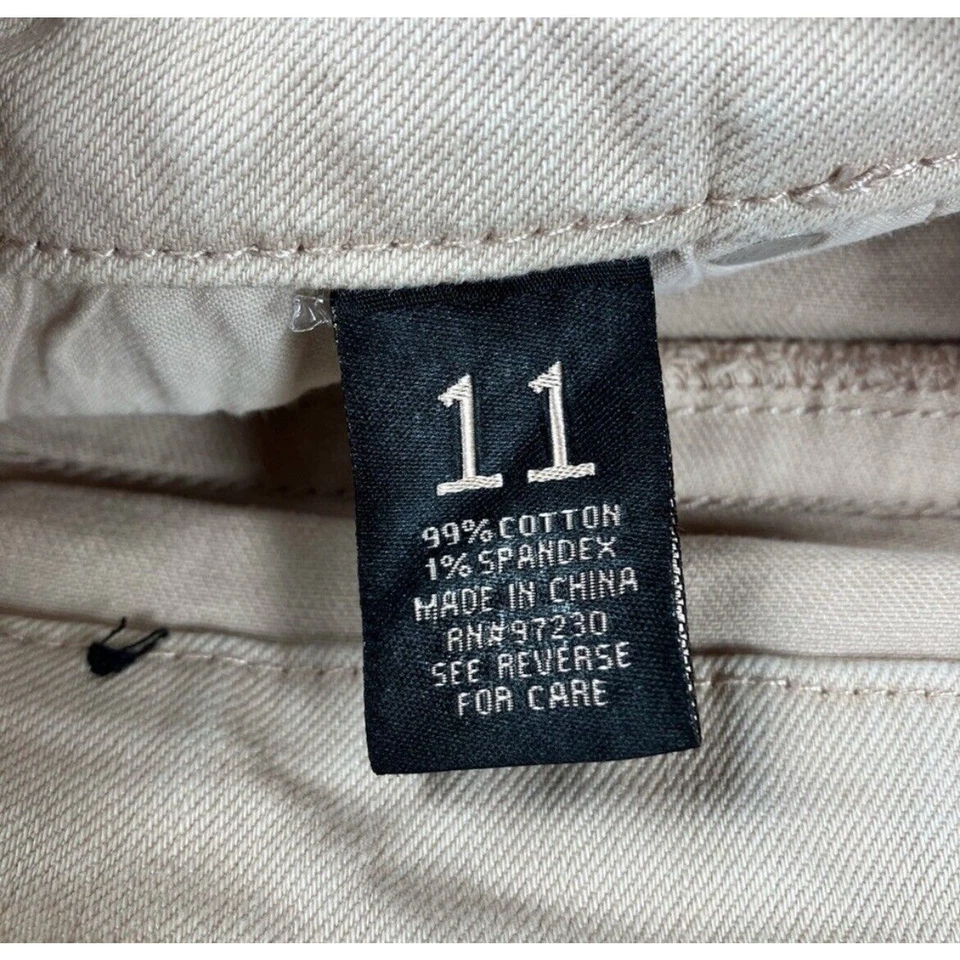 11
99% COTTON
1% SPANDEX
MADE IN CHINA
RN#97230
SEE REVERSE
FOR CARE